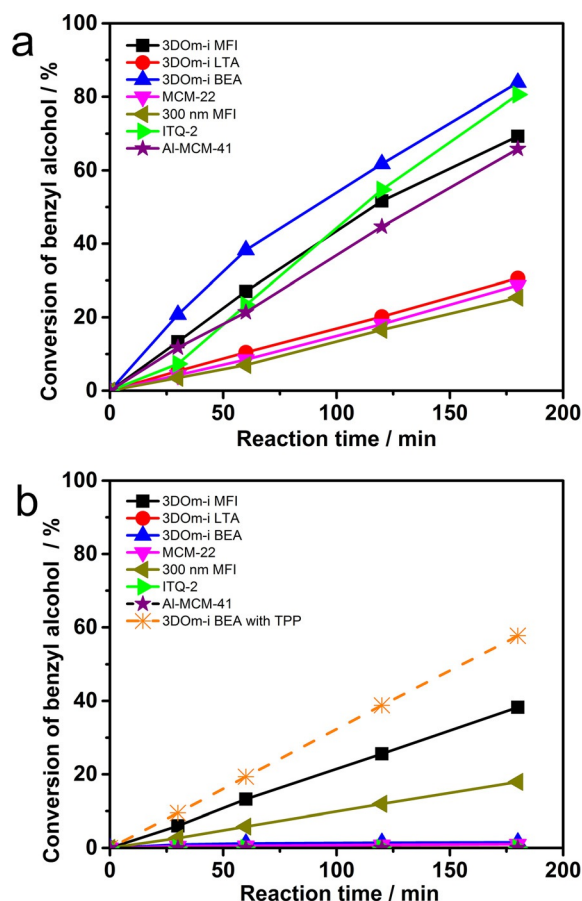 a
100
80
60
40
20
0
Conversion of benzyl alcohol / %
3DOm-i MFI
3DOm-i LTA
3DOm-i BEA
MCM-22
300 nm MFI
ITQ-2
Al-MCM-41
0 50 100 150 200
Reaction time / min
b
100
80
60
40
20
0
Conversion of benzyl alcohol / %
3DOm-i MFI
3DOm-i LTA
3DOm-i BEA
MCM-22
300 nm MFI
ITQ-2
Al-MCM-41
3DOm-i BEA with TPP
0 50 100 150 200
Reaction time / min